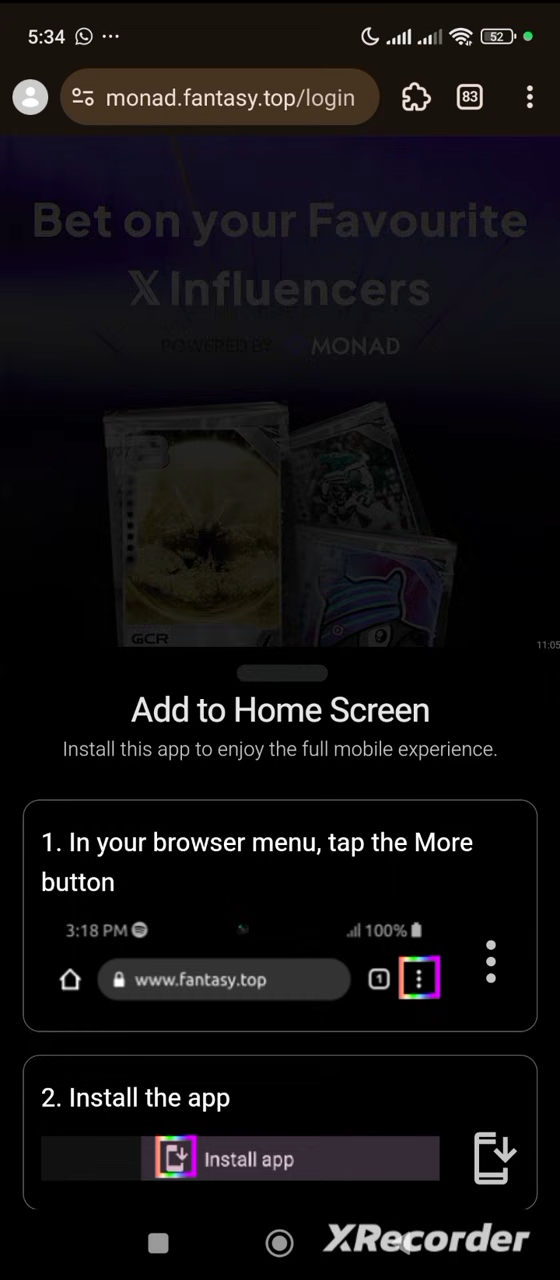 5:34
52
monad.fantasy.top/login
83
Bet on your Favourite
X Influencers
POWERED BY MONAD
GCR
11:05
Add to Home Screen
Install this app to enjoy the full mobile experience.
1. In your browser menu, tap the More
button
3:18 PM
100%
www.fantasy.top
1
2. Install the app
Install app
XRecorder